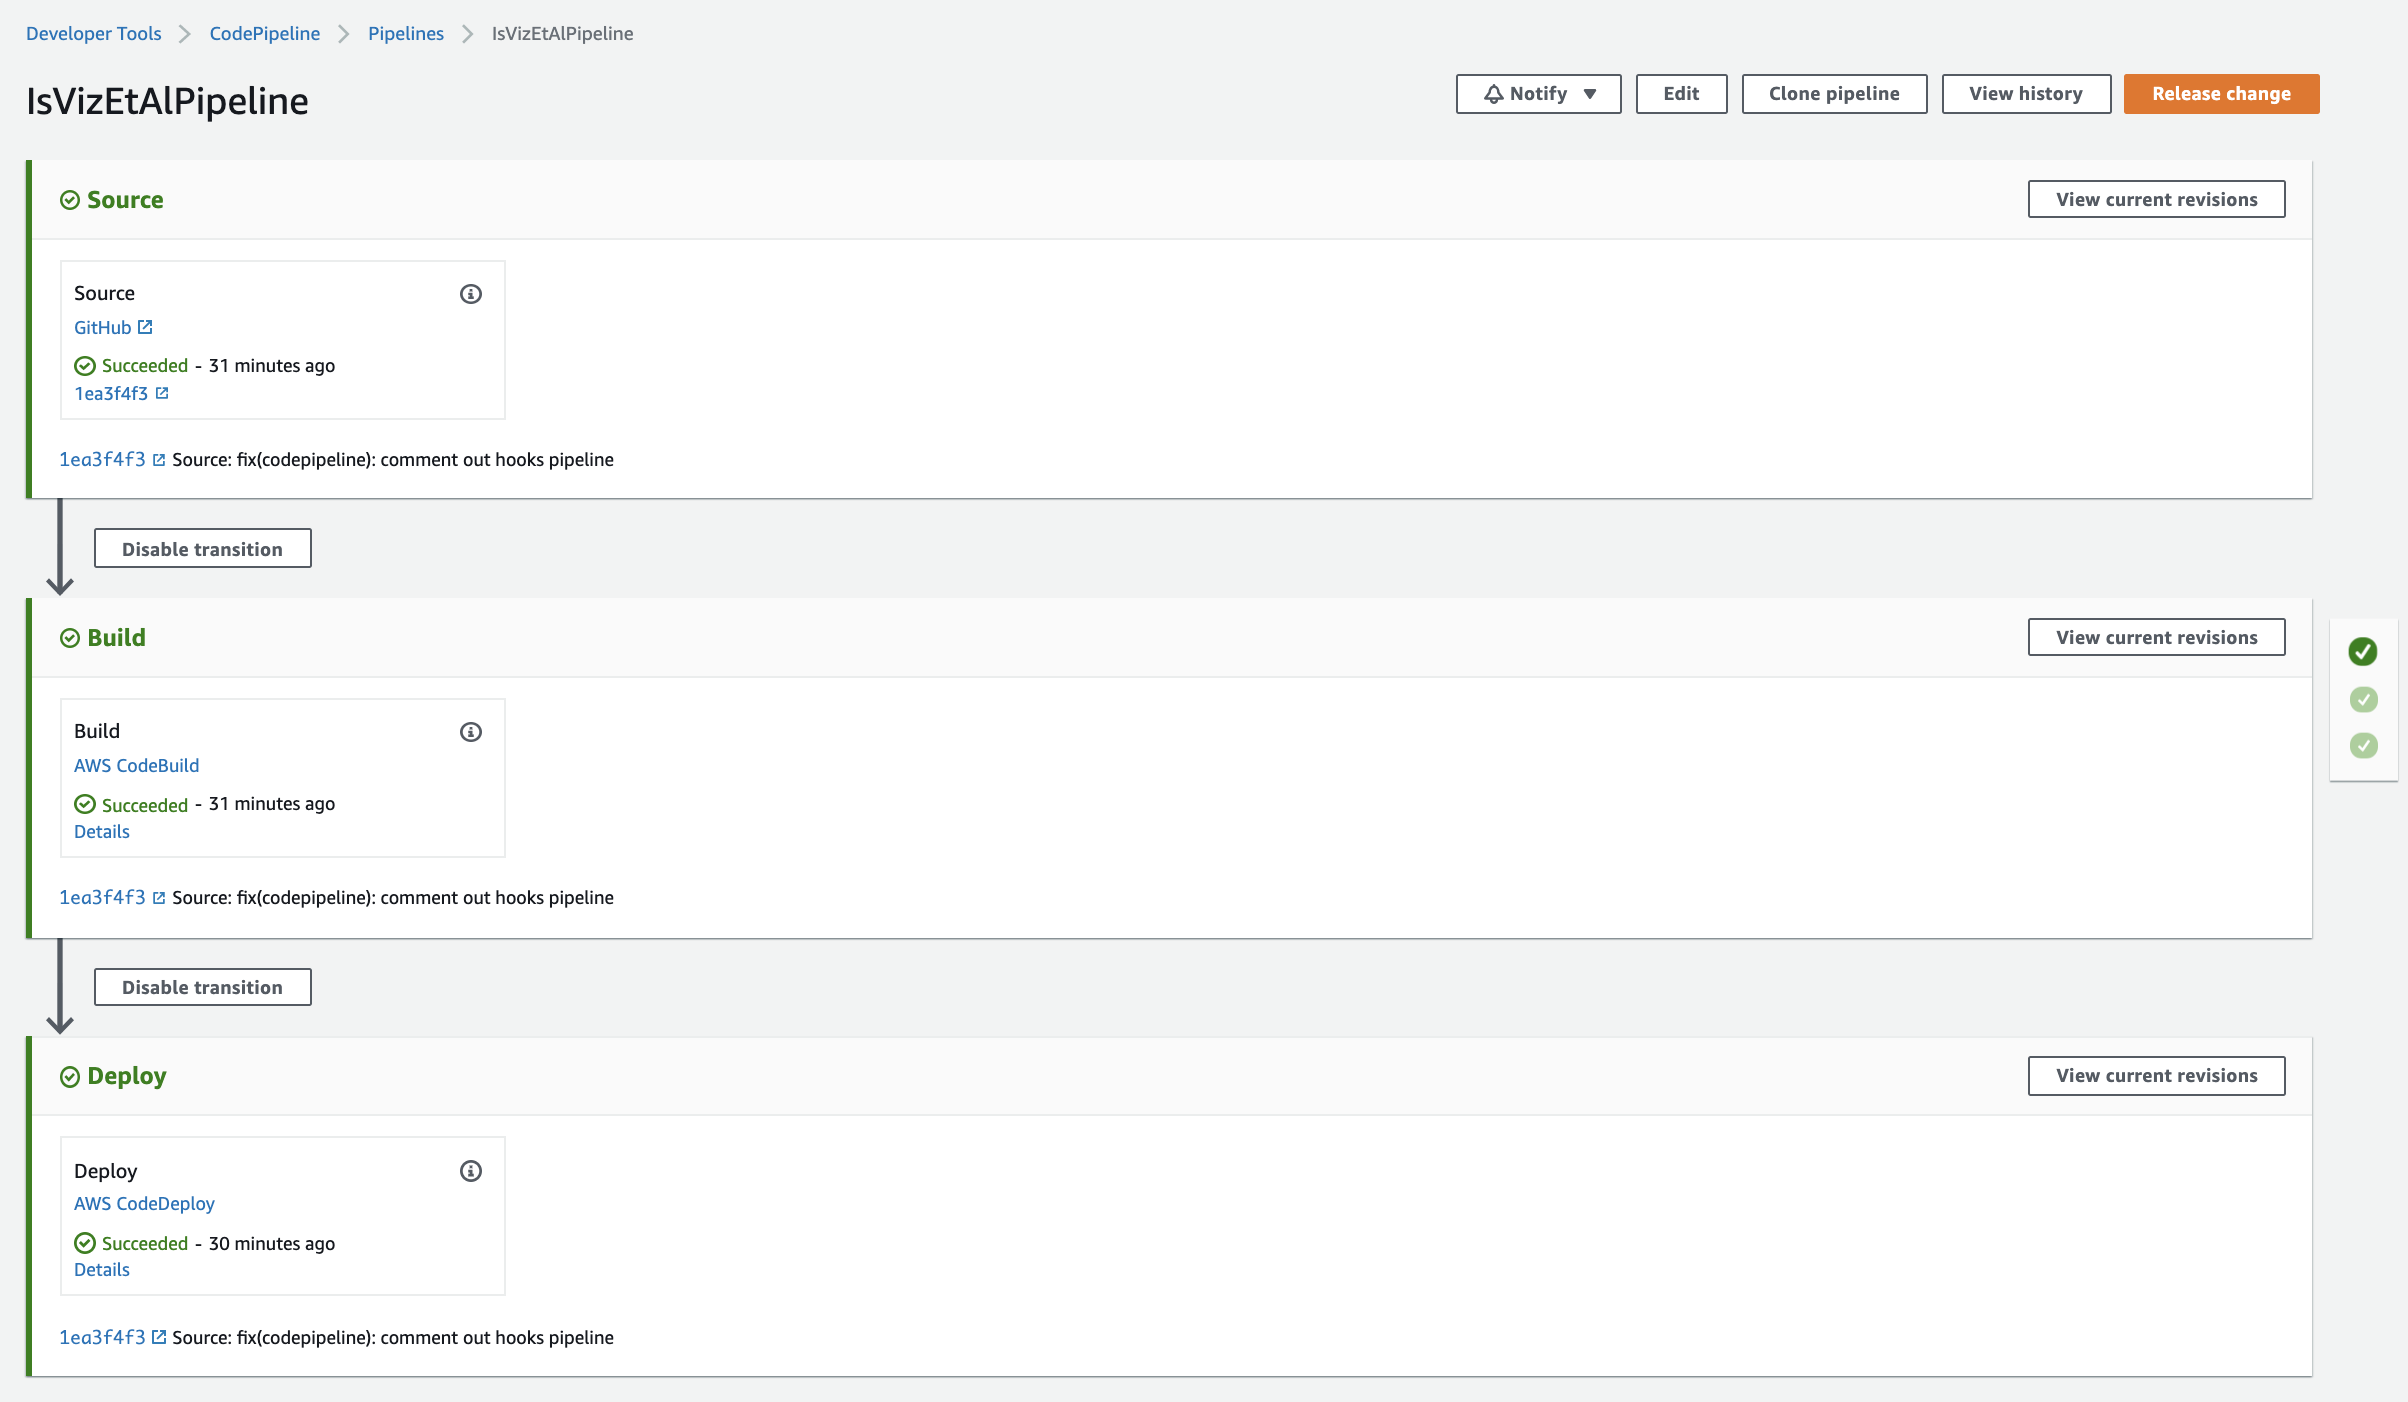 Developer Tools CodePipeline Pipelines IsVizEtAlPipeline
IsVizEtAlPipeline
Notify Edit Clone pipeline View history Release change
Source View current revisions
Source
GitHub
Succeeded - 31 minutes ago
1ea3f4f3
1ea3f4f3 Source: fix(codepipeline): comment out hooks pipeline
Disable transition
Build View current revisions
Build
AWS CodeBuild
Succeeded - 31 minutes ago
Details
1ea3f4f3 Source: fix(codepipeline): comment out hooks pipeline
Disable transition
Deploy View current revisions
Deploy
AWS CodeDeploy
Succeeded - 30 minutes ago
Details
1ea3f4f3 Source: fix(codepipeline): comment out hooks pipeline